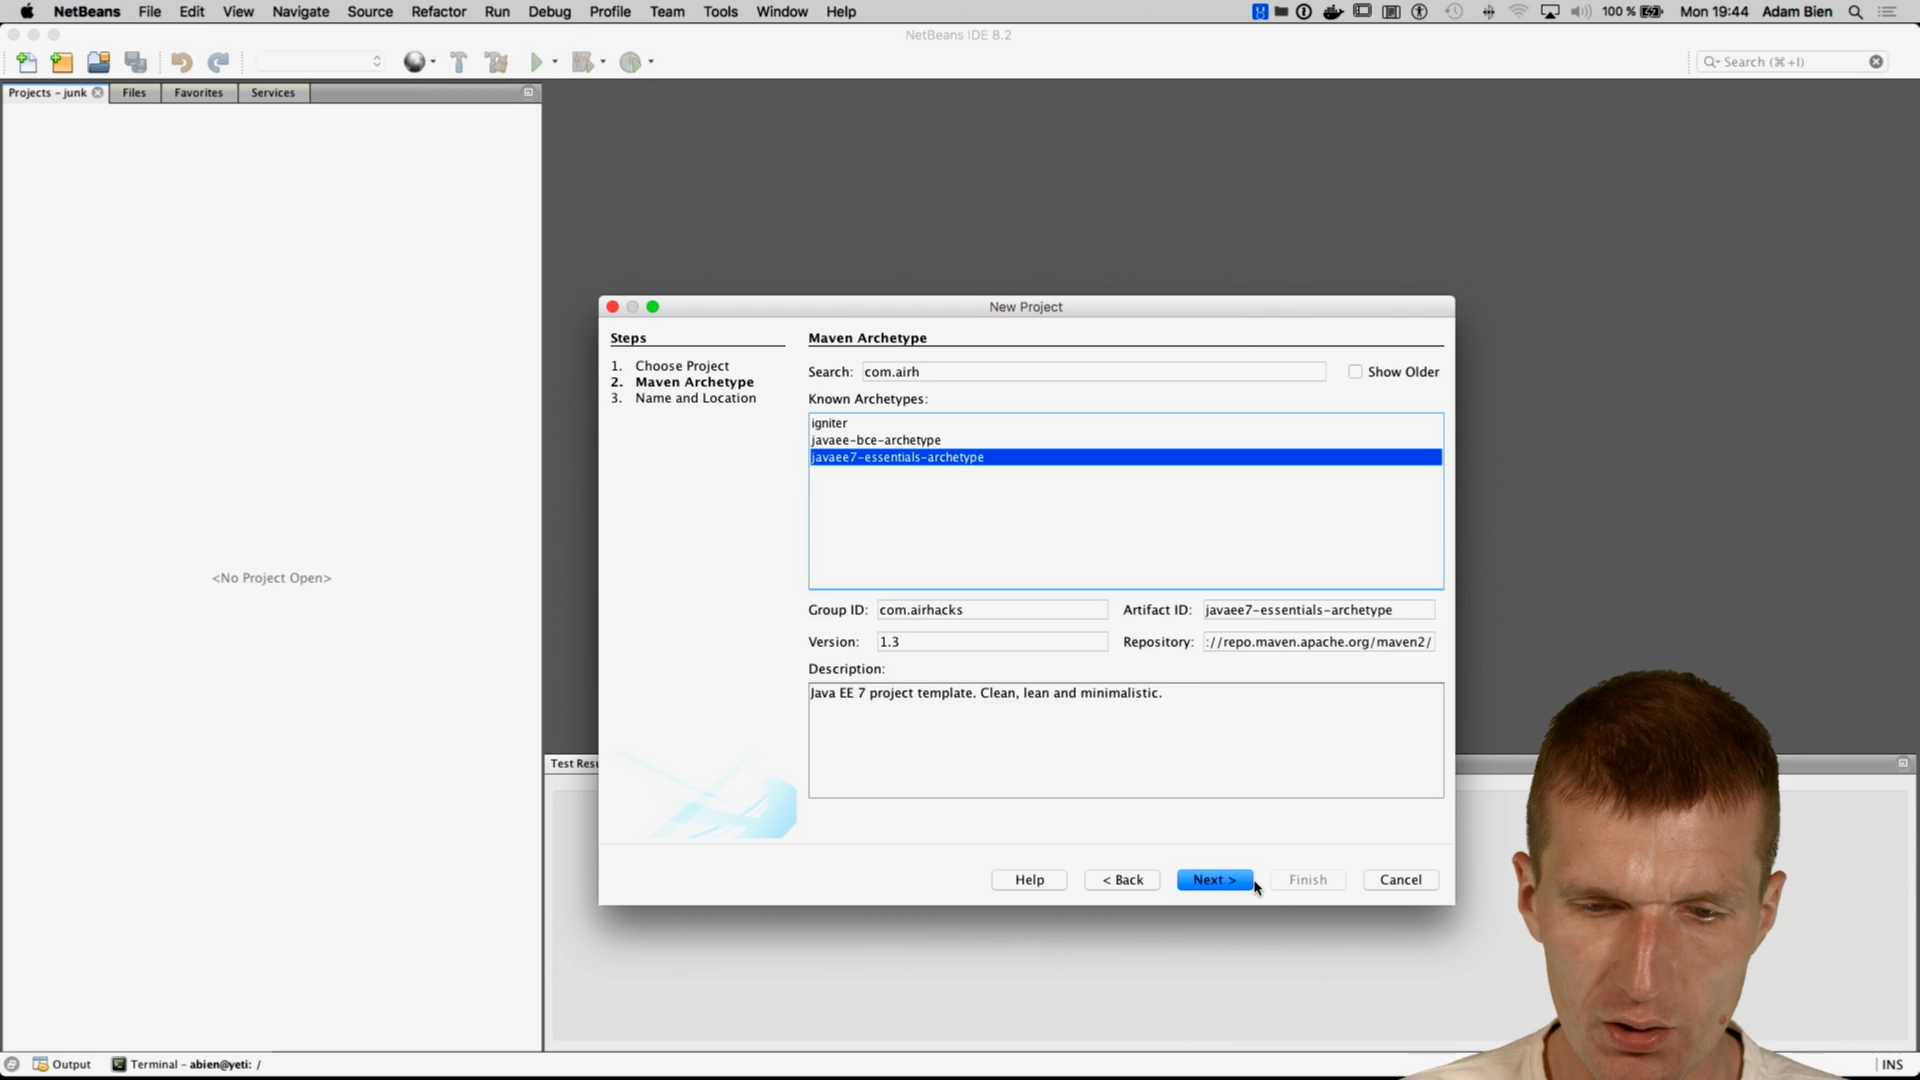 NetBeans File Edit View Navigate Source Refactor Run Debug Profile Team Tools Window Help 100 % Mon 19:44 Adam Bien
NetBeans IDE 8.2
Search (⌘+I)
Projects – junk Files Favorites Services
<No Project Open>
New Project
Steps
1. Choose Project
2. Maven Archetype
3. Name and Location
Maven Archetype
Search: com.airh Show Older
Known Archetypes:
igniter
javaee-bce-archetype
javaee7-essentials-archetype
Group ID: com.airhacks Artifact ID: javaee7-essentials-archetype
Version: 1.3 Repository: ://repo.maven.apache.org/maven2/
Description:
Java EE 7 project template. Clean, lean and minimalistic.
Test Resu
Help < Back Next > Finish Cancel
Output Terminal – abien@yeti: / INS